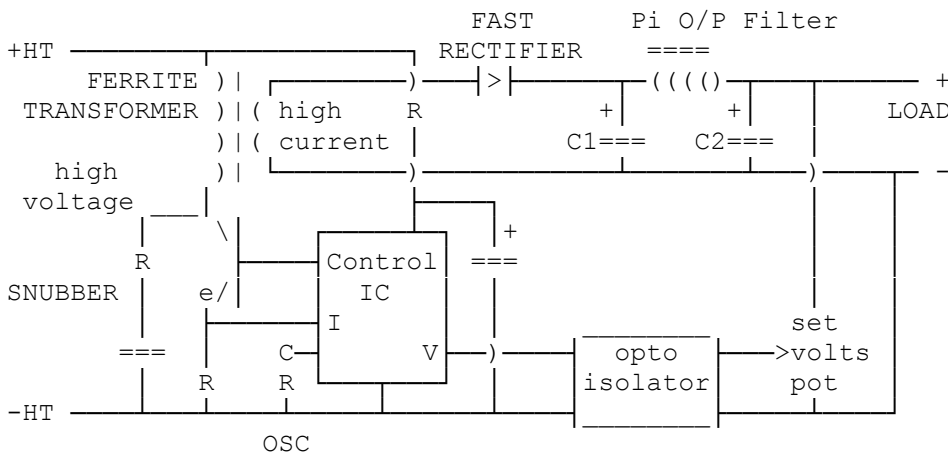 FAST Pi O/P Filter
+HT RECTIFIER ====
FERRITE )| ) > (((() +
TRANSFORMER )|( high R + + LOAD
)|( current C1=== C2===
high )| ) ) -
voltage ___
\ +
R Control ===
SNUBBER e/ IC
I set
=== C V ) opto >volts
R R isolator pot
-HT
OSC